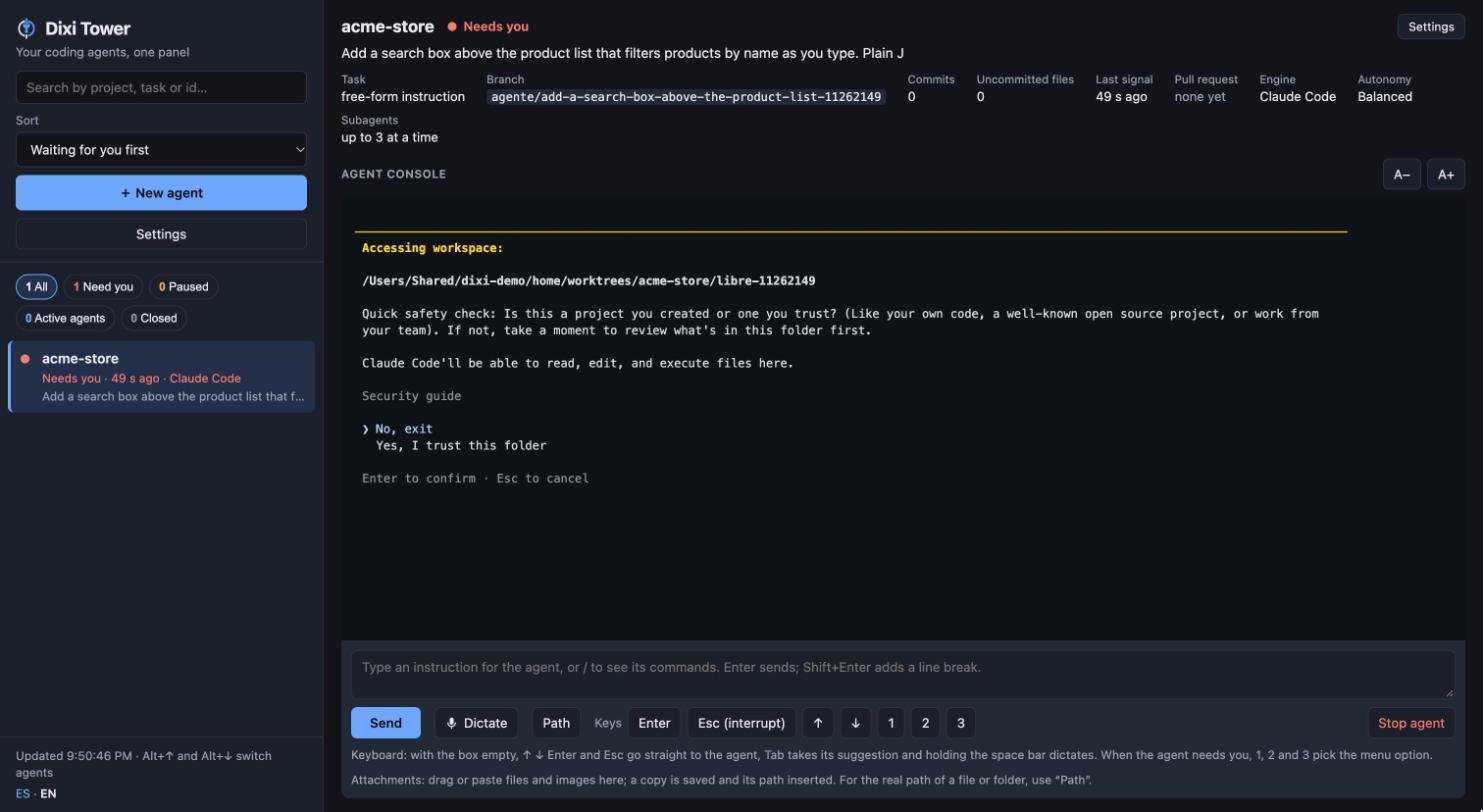 Dixi Tower
Your coding agents, one panel
Search by project, task or id...
Sort
Waiting for you first
+ New agent
Settings
1 All
1 Need you
0 Paused
0 Active agents
0 Closed
acme-store
Needs you · 49 s ago · Claude Code
Add a search box above the product list that f...
Updated 9:50:46 PM · Alt+↑ and Alt+↓ switch
agents
ES · EN
acme-store
Needs you
Settings
Add a search box above the product list that filters products by name as you type. Plain J
Task
free-form instruction
Branch
agente/add-a-search-box-above-the-product-list-11262149
Commits
0
Uncommitted files
0
Last signal
49 s ago
Pull request
none yet
Engine
Claude Code
Autonomy
Balanced
Subagents
up to 3 at a time
AGENT CONSOLE
A−
A+
Accessing workspace:
/Users/Shared/dixi-demo/home/worktrees/acme-store/libre-11262149
Quick safety check: Is this a project you created or one you trust? (Like your own code, a well-known open source project, or work from
your team). If not, take a moment to review what's in this folder first.
Claude Code'll be able to read, edit, and execute files here.
Security guide
❯ No, exit
Yes, I trust this folder
Enter to confirm · Esc to cancel
Type an instruction for the agent, or / to see its commands. Enter sends; Shift+Enter adds a line break.
Send
Dictate
Path
Keys
Enter
Esc (interrupt)
↑
↓
1
2
3
Stop agent
Keyboard: with the box empty, ↑ ↓ Enter and Esc go straight to the agent, Tab takes its suggestion and holding the space bar dictates. When the agent needs you, 1, 2 and 3 pick the menu option.
Attachments: drag or paste files and images here; a copy is saved and its path inserted. For the real path of a file or folder, use “Path”.